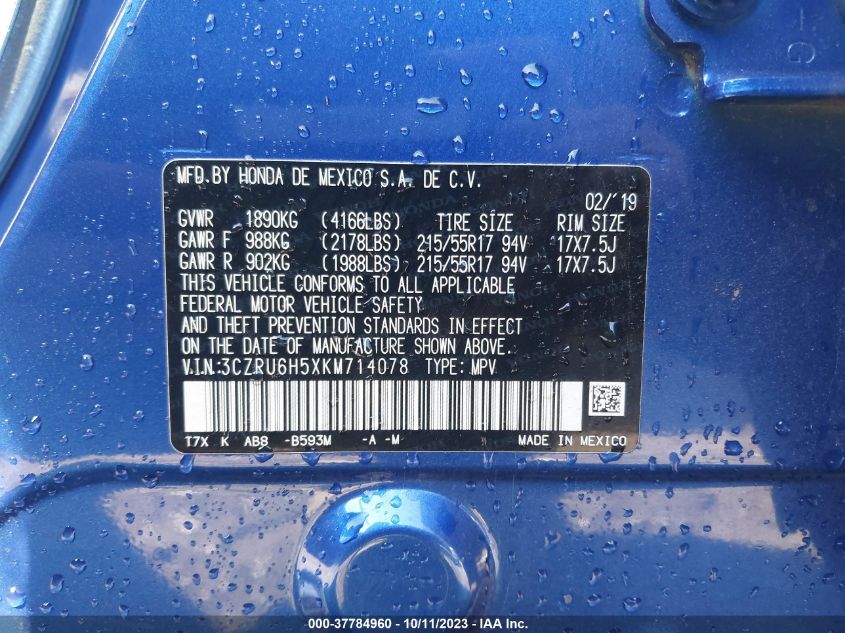 MFD.BY HONDA DE MEXICO S.A. DE C.V.
02/'19
GVWR 1890KG (4166LBS) TIRE SIZE RIM SIZE
GAWR F 988KG (2178LBS) 215/55R17 94V 17X7.5J
GAWR R 902KG (1988LBS) 215/55R17 94V 17X7.5J
THIS VEHICLE CONFORMS TO ALL APPLICABLE
FEDERAL MOTOR VEHICLE SAFETY
AND THEFT PREVENTION STANDARDS IN EFFECT
ON THE DATE OF MANUFACTURE SHOWN ABOVE.
V.I.N:3CZRU6H5XKM714078 TYPE: MPV
T7X K AB8 -B593M -A -M MADE IN MEXICO
000-37784960 - 10/11/2023 - IAA Inc.